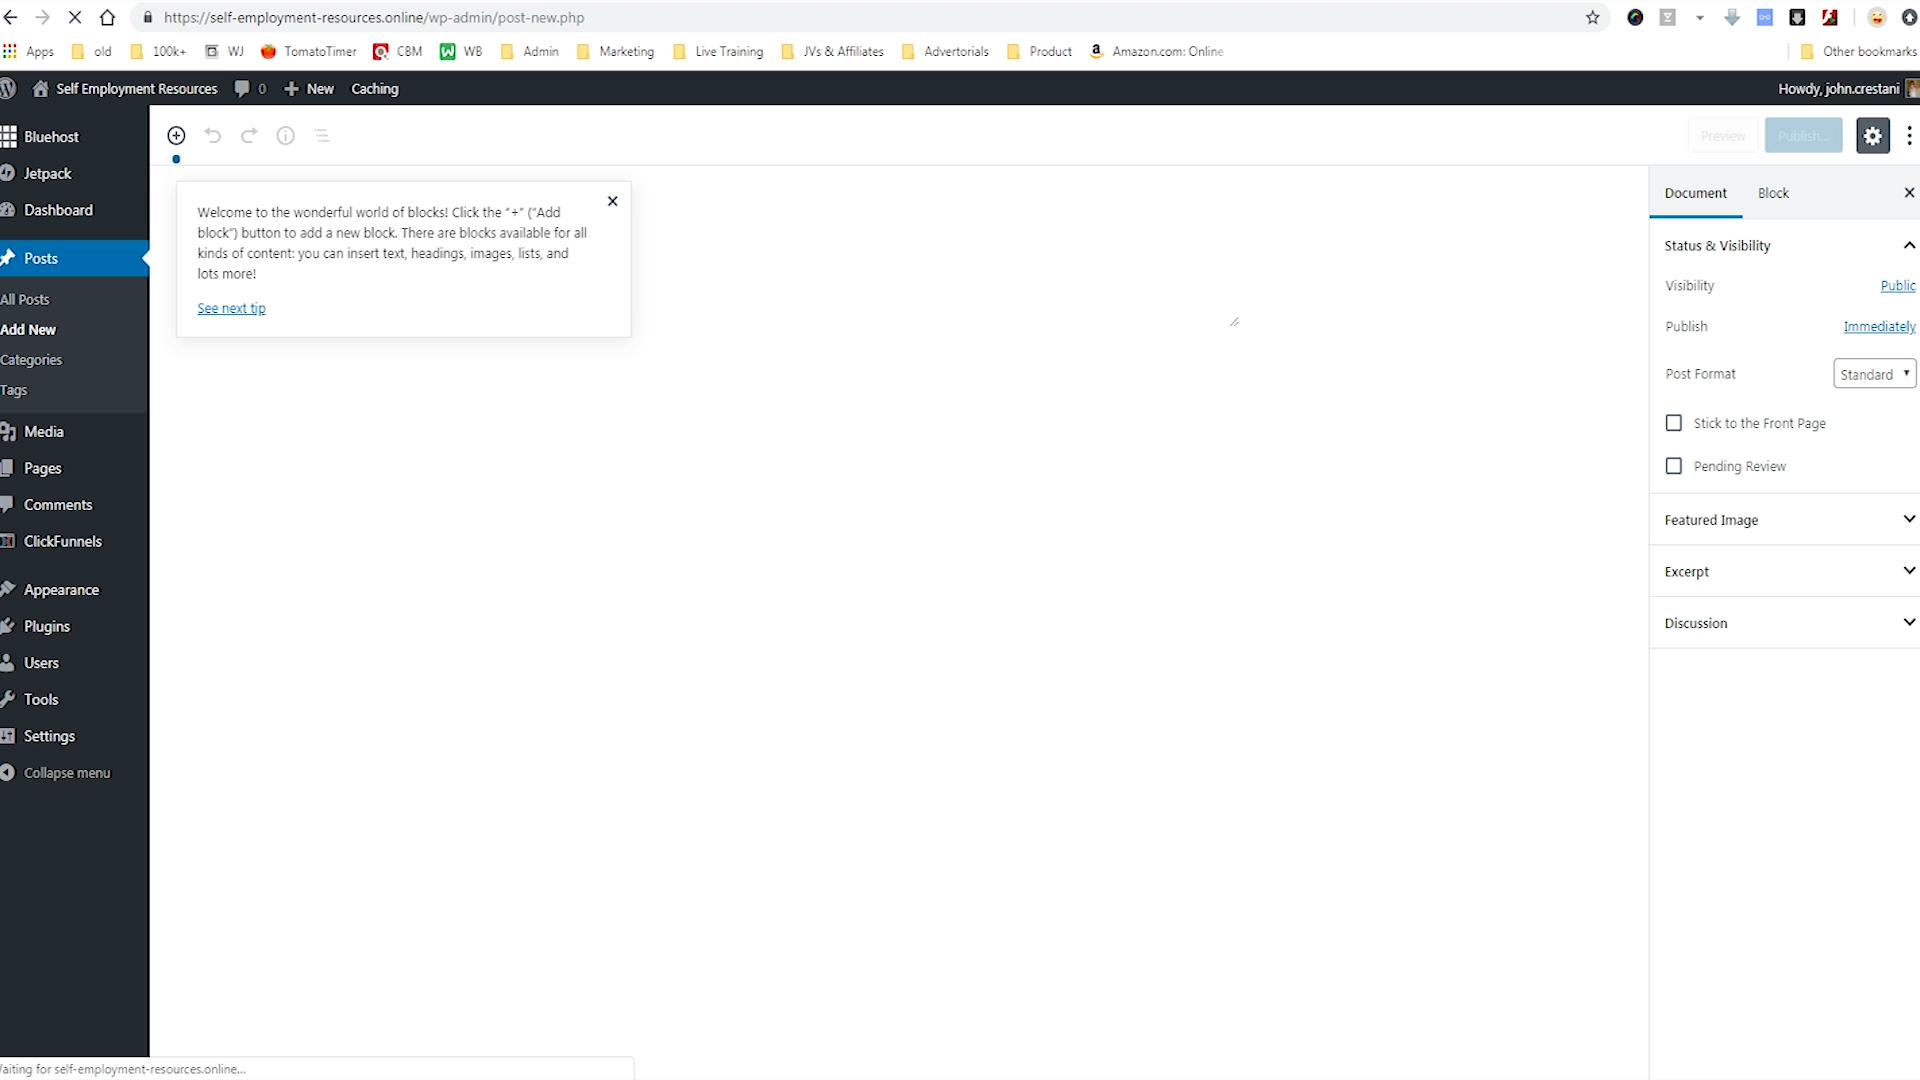 https://self-employment-resources.online/wp-admin/post-new.php
Apps old 100k+ WJ TomatoTimer CBM WB Admin Marketing Live Training JVs & Affiliates Advertorials Product Amazon.com: Online Other bookmarks
Self Employment Resources 0 New Caching Howdy, john.crestani
Bluehost
Jetpack
Dashboard
Posts
All Posts
Add New
Categories
Tags
Media
Pages
Comments
ClickFunnels
Appearance
Plugins
Users
Tools
Settings
Collapse menu
Preview Publish...
Welcome to the wonderful world of blocks! Click the “+” (“Add
block”) button to add a new block. There are blocks available for all
kinds of content: you can insert text, headings, images, lists, and
lots more!
See next tip
Document Block
Status & Visibility
Visibility Public
Publish Immediately
Post Format Standard
Stick to the Front Page
Pending Review
Featured Image
Excerpt
Discussion
aiting for self-employment-resources.online...